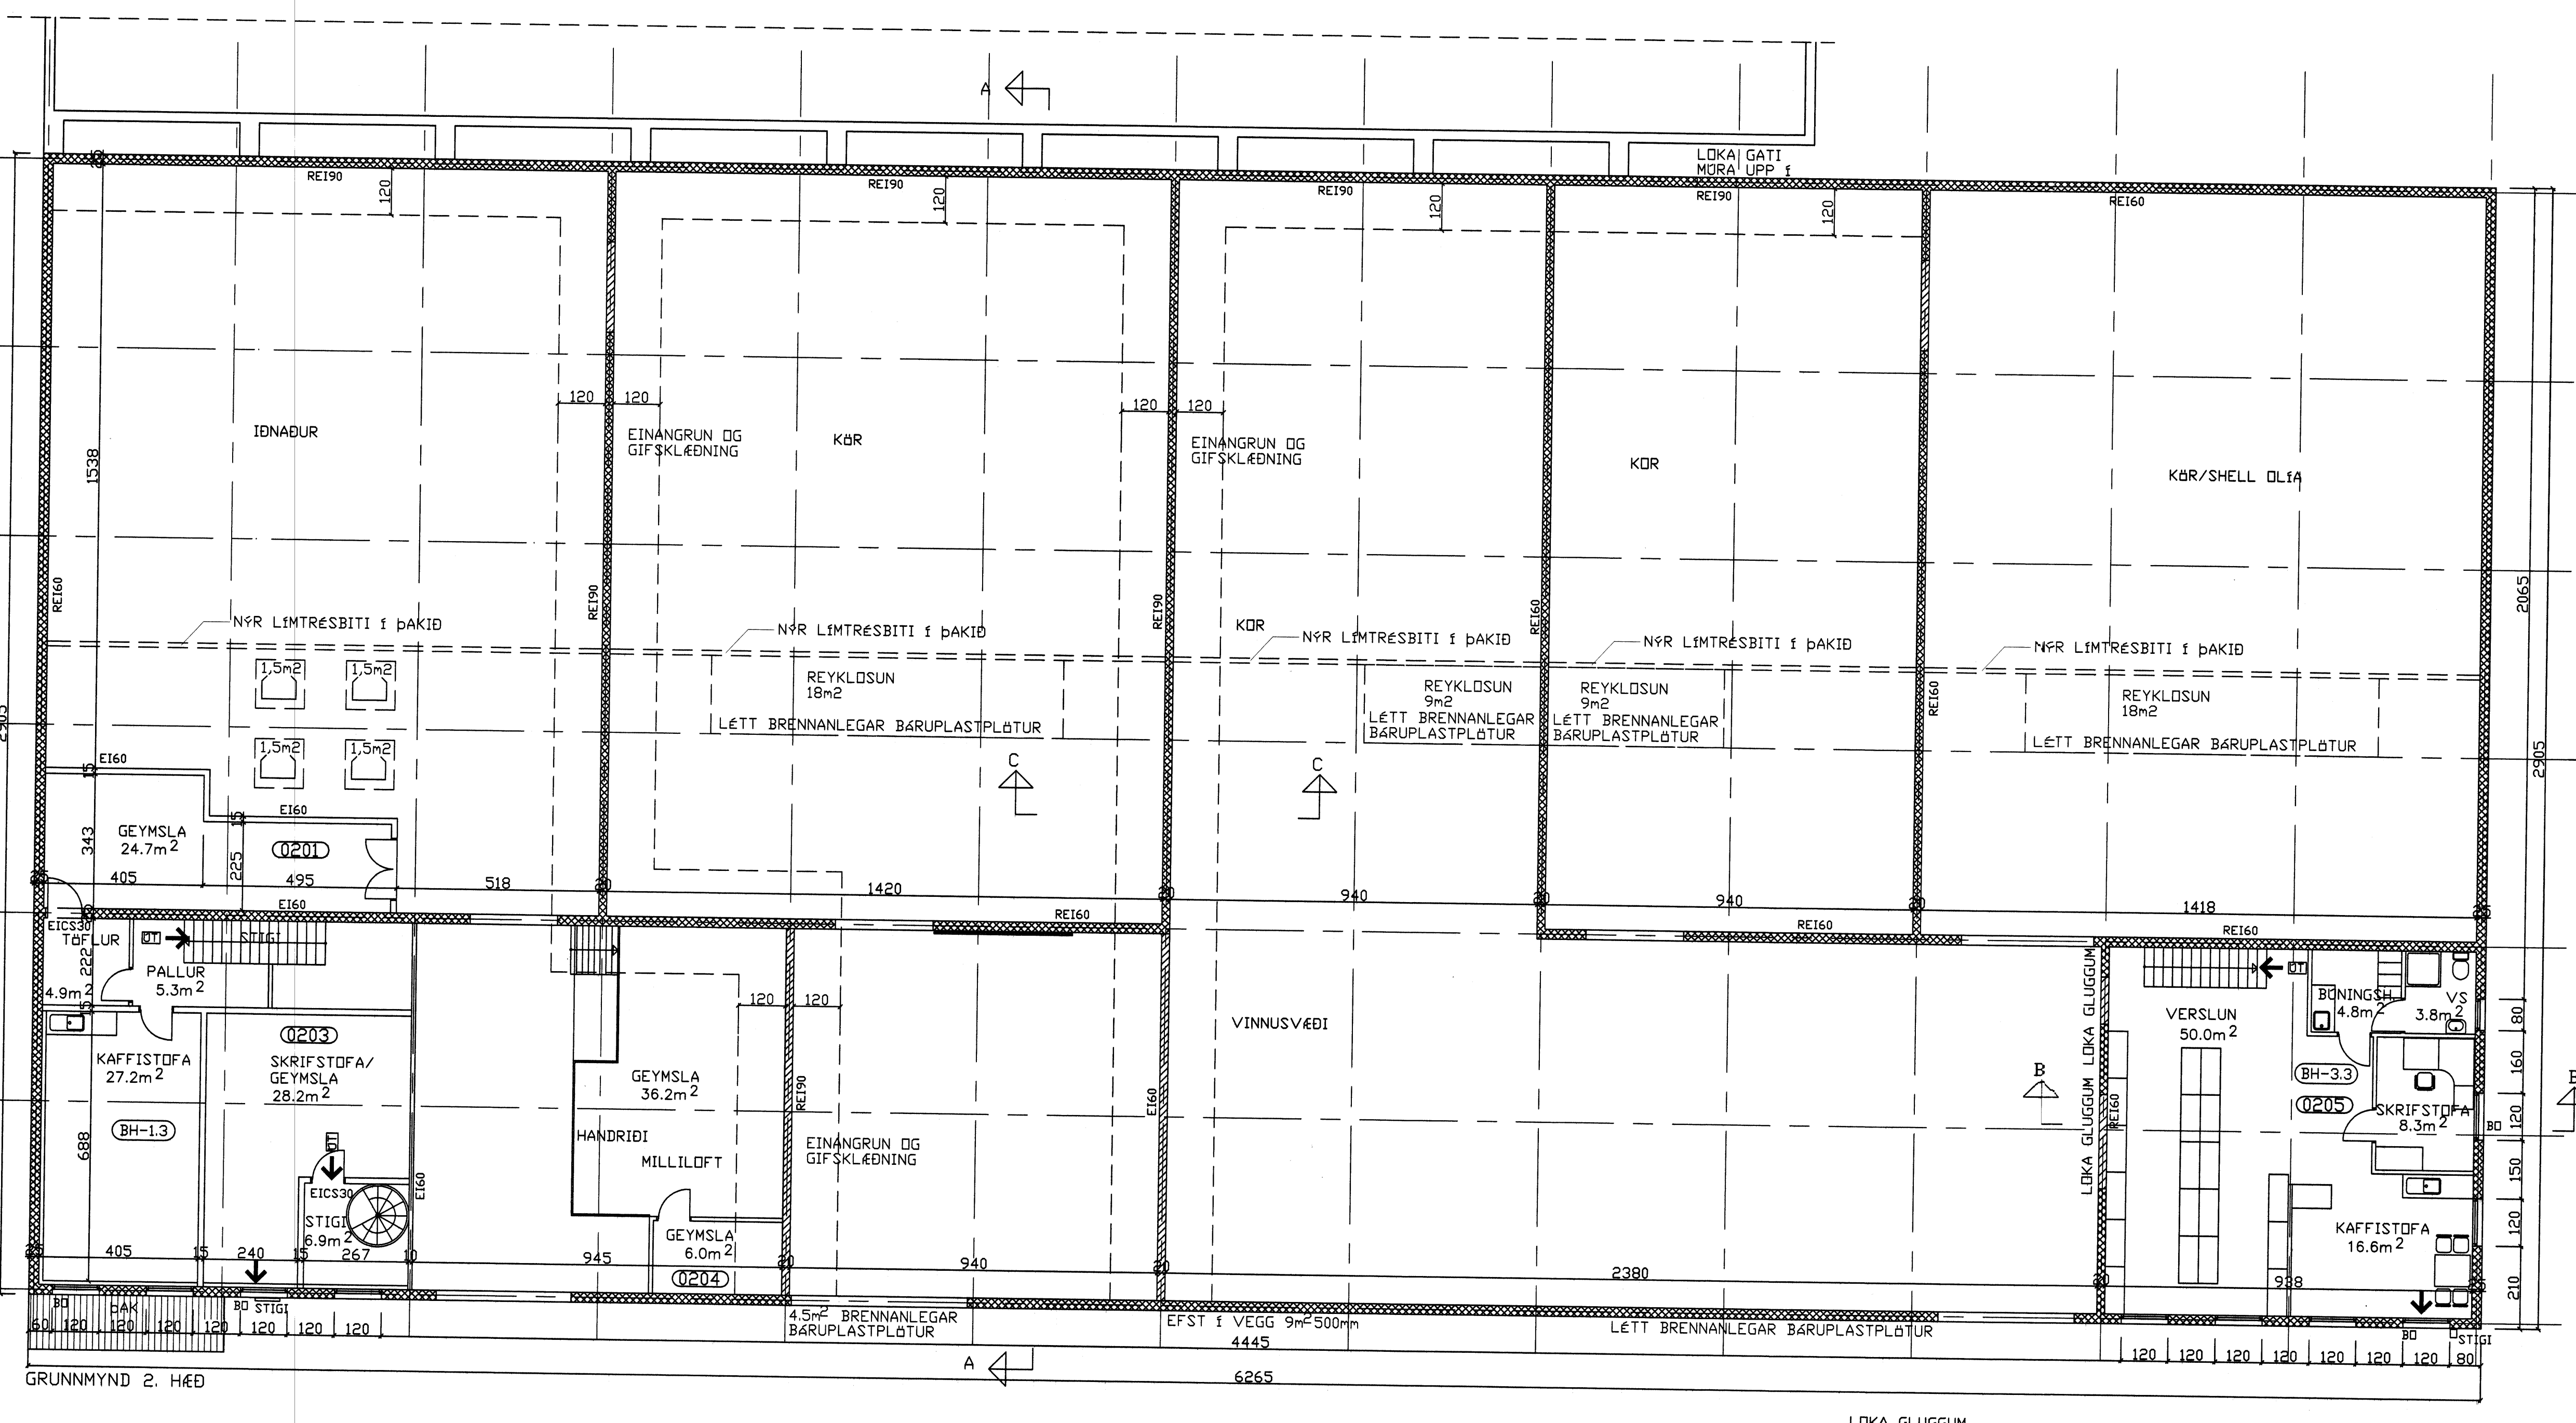 A
LOKA GATI
MÚRA UPP Í
REI90
REI90
REI90
REI90
REI60
120
120
120
120
120 120
120 120
IÐNAÐUR
EINANGRUN OG
GIFSKLÆÐNING
KÖR
EINANGRUN OG
GIFSKLÆÐNING
KÖR
KÖR/SHELL OLÍA
1538
REI60
REI90
REI90
REI60
2065
KÖR
NÝR LÍMTRÉSBITI Í ÞAKIÐ
NÝR LÍMTRÉSBITI Í ÞAKIÐ
NÝR LÍMTRÉSBITI Í ÞAKIÐ
NÝR LÍMTRÉSBITI Í ÞAKIÐ
NÝR LÍMTRÉSBITI Í ÞAKIÐ
1,5m2 1,5m2
1,5m2 1,5m2
REYKLOSUN
18m2
LÉTT BRENNANLEGAR BÁRUPLASTPLÖTUR
REYKLOSUN
9m2
LÉTT BRENNANLEGAR
BÁRUPLASTPLÖTUR
REYKLOSUN
9m2
LÉTT BRENNANLEGAR
BÁRUPLASTPLÖTUR
REI60
REYKLOSUN
18m2
LÉTT BRENNANLEGAR BÁRUPLASTPLÖTUR
2905
2905
C
C
EI60
15
EI60
15
GEYMSLA
24.7m²
343
0201
225
405
495
518
1420
940
940
1418
EI60
REI60
REI60
REI60
EICS30
TÖFLUR
4.9m²
222
15
ÚT
STIGI
PALLUR
5.3m²
KAFFISTOFA
27.2m²
BH-1.3
688
0203
SKRIFSTOFA/
GEYMSLA
28.2m²
ÚT
EICS30
STIGI
6.9m²
EI60
GEYMSLA
36.2m²
HANDRIÐI
MILLILOFT
GEYMSLA
6.0m²
0204
120 120
REI90
EINANGRUN OG
GIFSKLÆÐNING
EI60
VINNUSVÆÐI
B
LOKA GLUGGUM LOKA GLUGGUM
REI60
VERSLUN
50.0m²
ÚT
BÚNINGSH.
4.8m²
VS
3.8m²
BH-3.3
0205
SKRIFSTOFA
8.3m²
BO
KAFFISTOFA
16.6m²
80
160
120
150
120
210
B
405
15
240
15
267
10
945
20
940
20
2380
20
938
BO
ÞAK
BO STIGI
60 120 120 120 120 120 120 120
4.5m² BRENNANLEGAR
BÁRUPLASTPLÖTUR
EFST Í VEGG 9m² 500mm
LÉTT BRENNANLEGAR BÁRUPLASTPLÖTUR
BO
STIGI
120 120 120 120 120 120 120 80
4445
A
6265
GRUNNMYND 2. HÆÐ
LOKA GLUGGUM